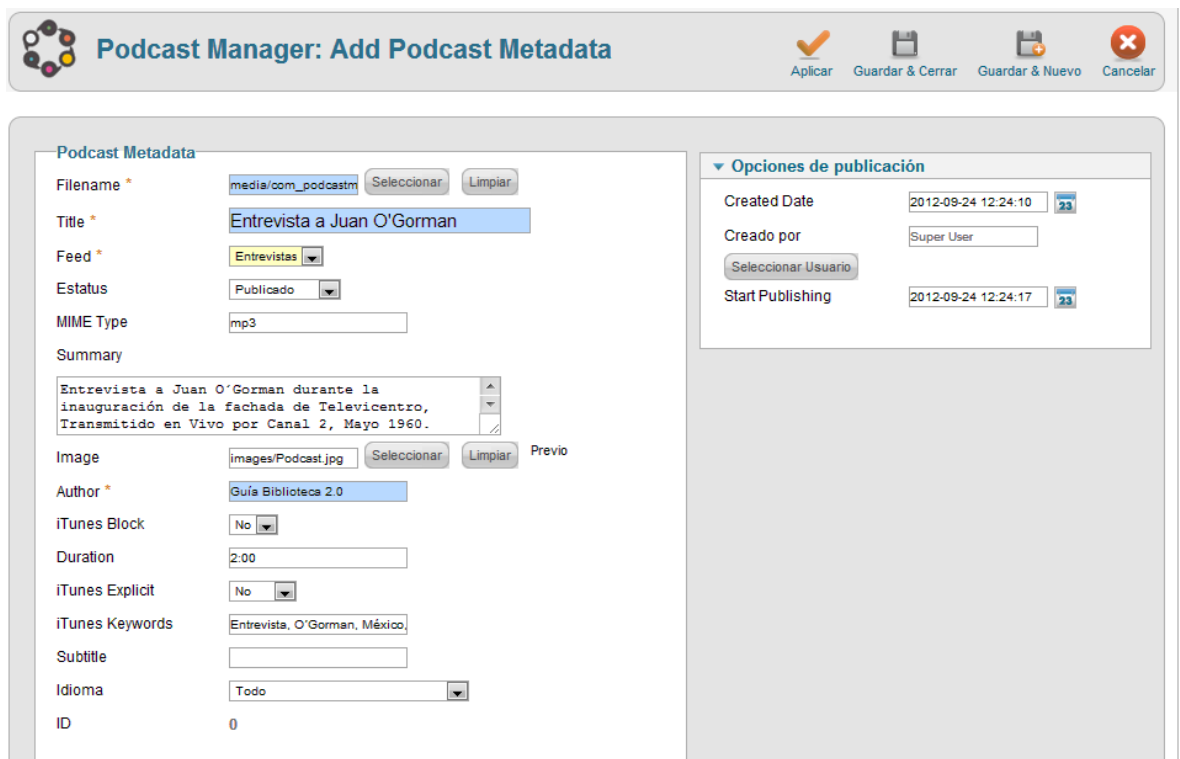 Podcast Manager: Add Podcast Metadata
Aplicar
Guardar & Cerrar
Guardar & Nuevo
Cancelar
Podcast Metadata
Filename *
media/com_podcastm
Seleccionar
Limpiar
Title *
Entrevista a Juan O'Gorman
Feed *
Entrevistas
Estatus
Publicado
MIME Type
mp3
Summary
Entrevista a Juan O´Gorman durante la
inauguración de la fachada de Televicentro,
Transmitido en Vivo por Canal 2, Mayo 1960.
Image
images/Podcast.jpg
Seleccionar
Limpiar
Previo
Author *
Guía Biblioteca 2.0
iTunes Block
No
Duration
2:00
iTunes Explicit
No
iTunes Keywords
Entrevista, O'Gorman, México,
Subtitle
Idioma
Todo
ID
0
Opciones de publicación
Created Date
2012-09-24 12:24:10
23
Creado por
Super User
Seleccionar Usuario
Start Publishing
2012-09-24 12:24:17
23